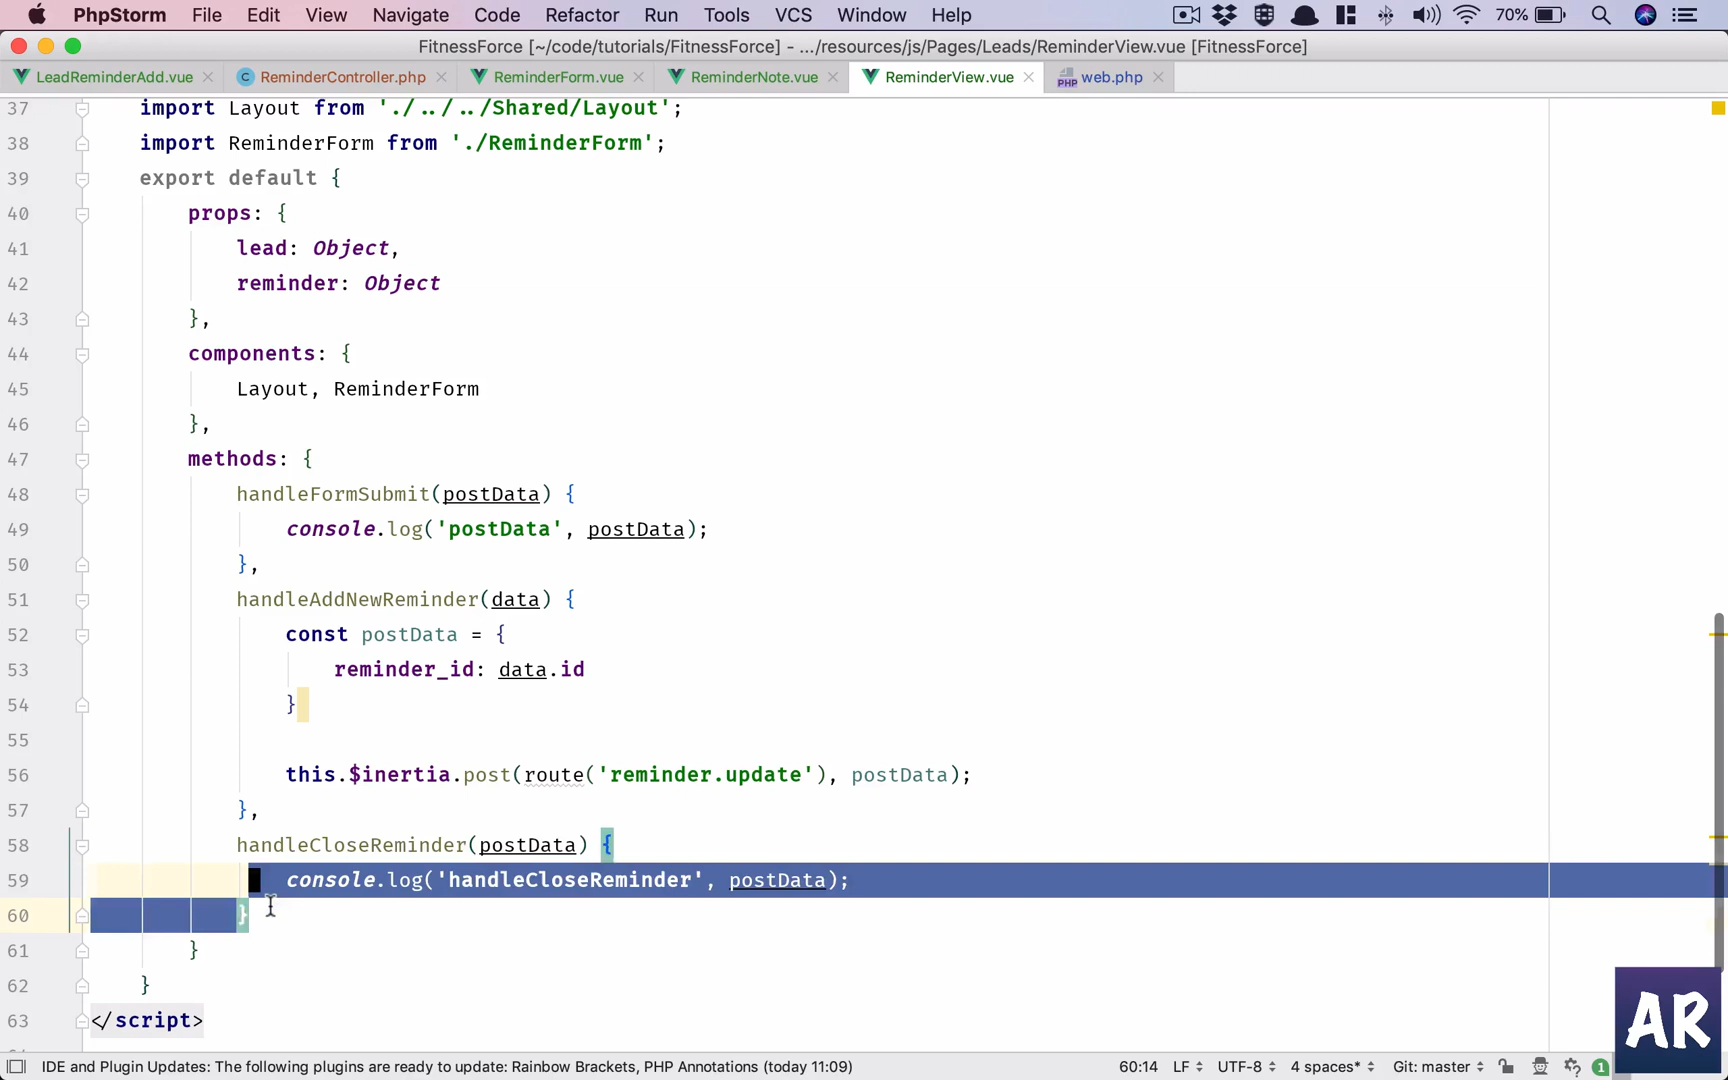 PhpStorm File Edit View Navigate Code Refactor Run Tools VCS Window Help 70%
FitnessForce [~/code/tutorials/FitnessForce] - .../resources/js/Pages/Leads/ReminderView.vue [FitnessForce]
LeadReminderAdd.vue ReminderController.php ReminderForm.vue ReminderNote.vue ReminderView.vue web.php
37 import Layout from './../../Shared/Layout';
38 import ReminderForm from './ReminderForm';
39 export default {
40 props: {
41 lead: Object,
42 reminder: Object
43 },
44 components: {
45 Layout, ReminderForm
46 },
47 methods: {
48 handleFormSubmit(postData) {
49 console.log('postData', postData);
50 },
51 handleAddNewReminder(data) {
52 const postData = {
53 reminder_id: data.id
54 }
55
56 this.$inertia.post(route('reminder.update'), postData);
57 },
58 handleCloseReminder(postData) {
59 console.log('handleCloseReminder', postData);
60 }
61 }
62 }
63 </script>
AR
IDE and Plugin Updates: The following plugins are ready to update: Rainbow Brackets, PHP Annotations (today 11:09) 60:14 LF UTF-8 4 spaces* Git: master 1